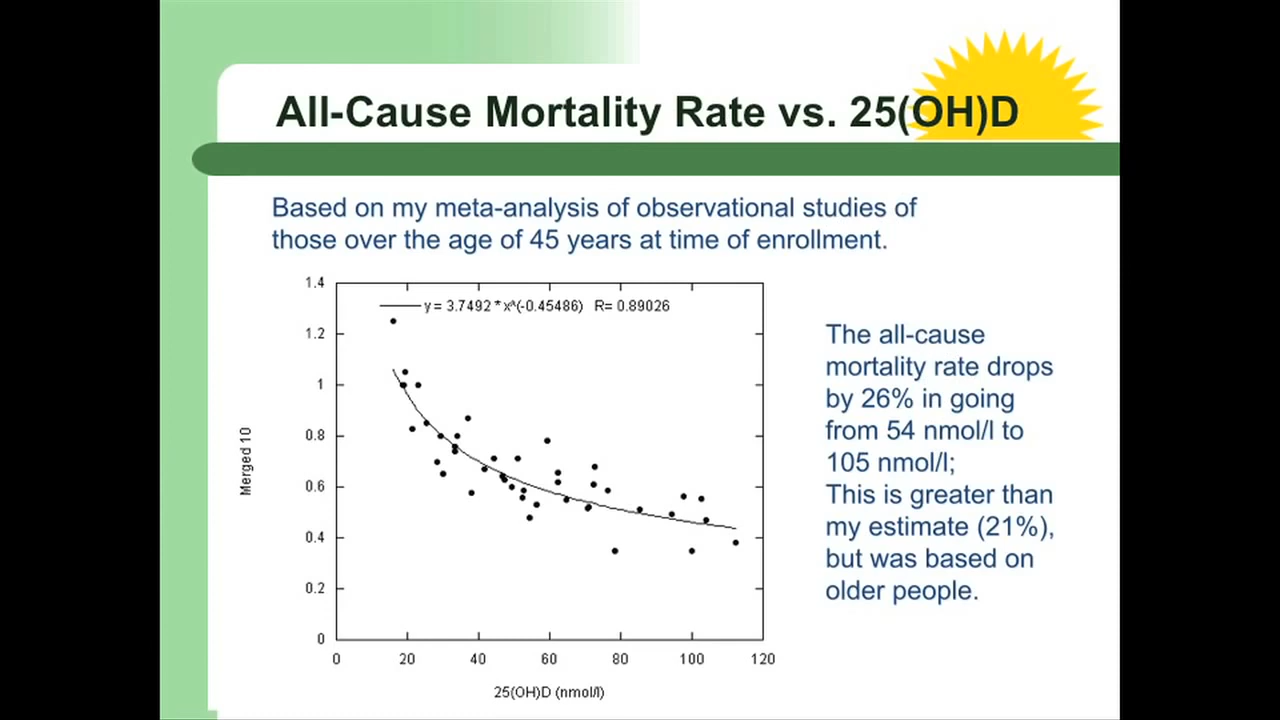 All-Cause Mortality Rate vs. 25(OH)D
Based on my meta-analysis of observational studies of
those over the age of 45 years at time of enrollment.
1.4
y = 3.7492 * x^(-0.45486) R= 0.89026
1.2
1
0.8
0.6
0.4
0.2
0
Merged 10
0 20 40 60 80 100 120
25(OH)D (nmol/l)
The all-cause
mortality rate drops
by 26% in going
from 54 nmol/l to
105 nmol/l;
This is greater than
my estimate (21%),
but was based on
older people.